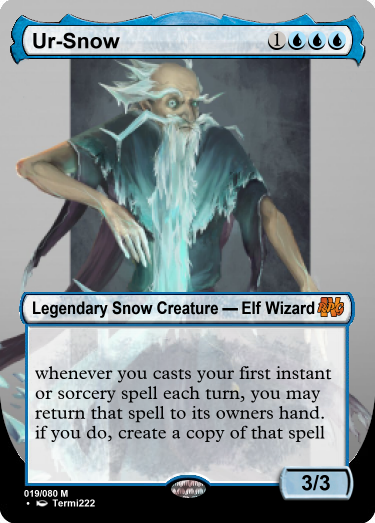 Ur-Snow 1
Legendary Snow Creature — Elf Wizard
whenever you casts your first instant
or sorcery spell each turn, you may
return that spell to its owners hand.
if you do, create a copy of that spell
3/3
019/080 M
• Termi222